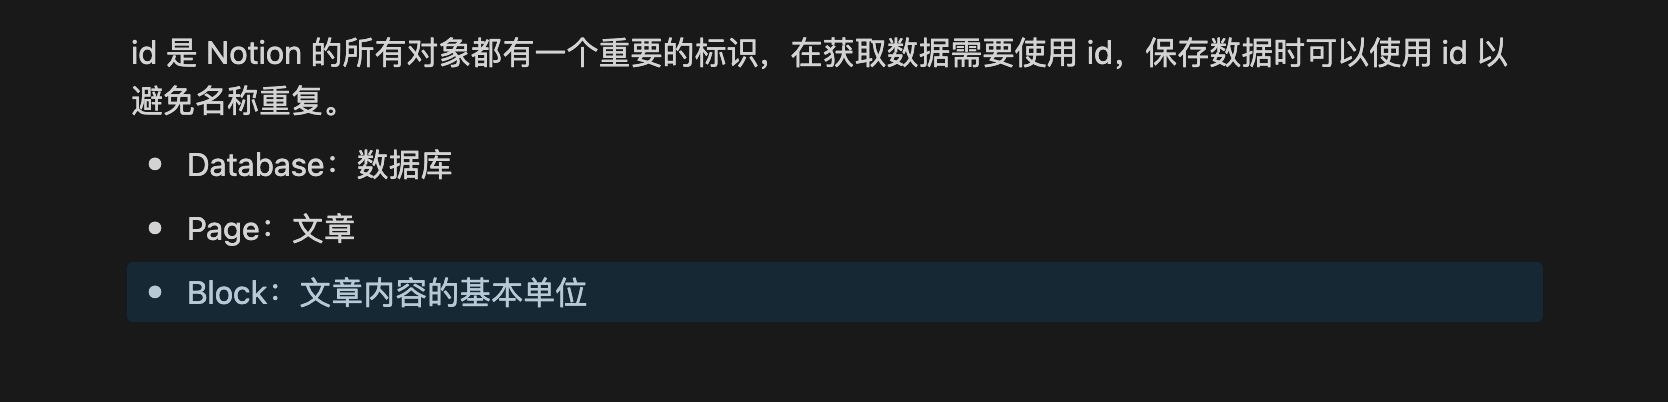 id 是 Notion 的所有对象都有一个重要的标识，在获取数据需要使用 id，保存数据时可以使用 id 以
避免名称重复。
• Database：数据库
• Page：文章
• Block：文章内容的基本单位